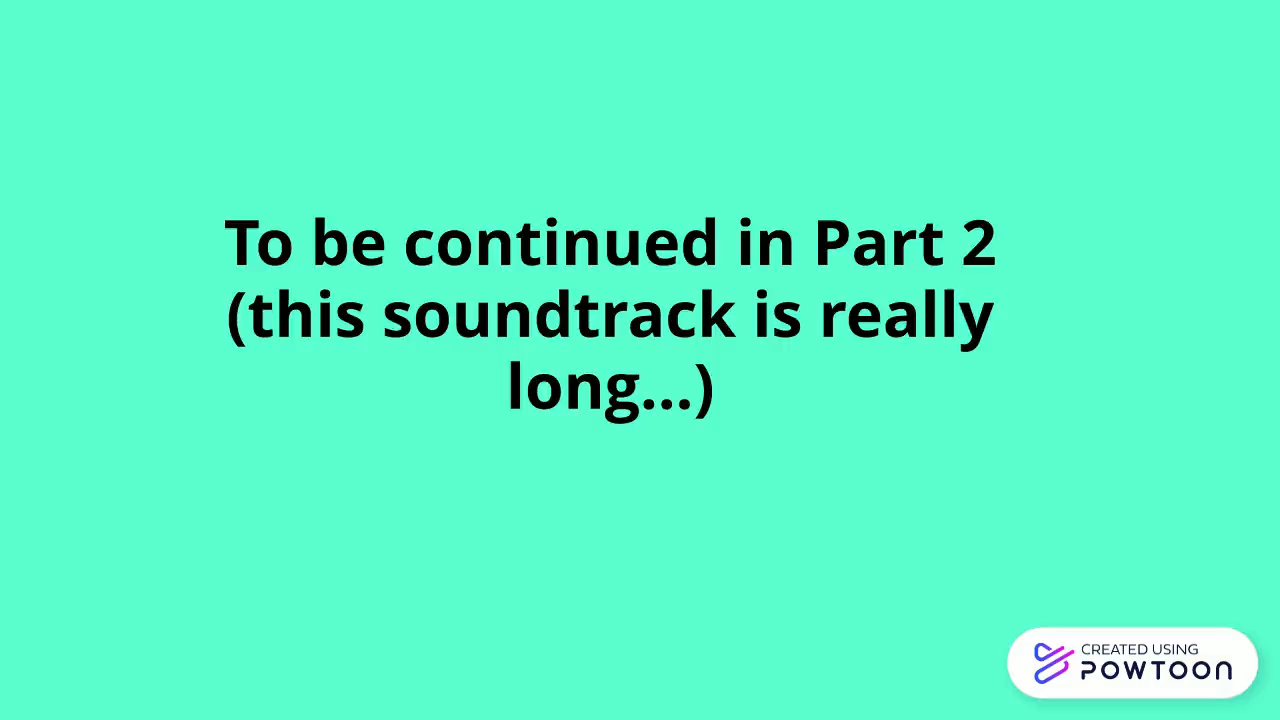 To be continued in Part 2
(this soundtrack is really
long...)
CREATED USING
POWTOON